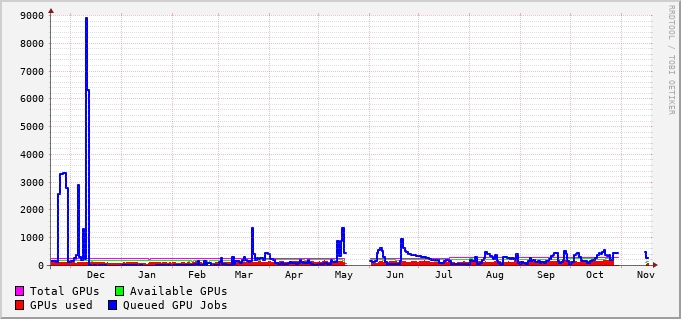 9000
8000
7000
6000
5000
4000
3000
2000
1000
0
Dec Jan Feb Mar Apr May Jun Jul Aug Sep Oct Nov
Total GPUs Available GPUs
GPUs used Queued GPU Jobs
RRDTOOL / TOBI OETIKER